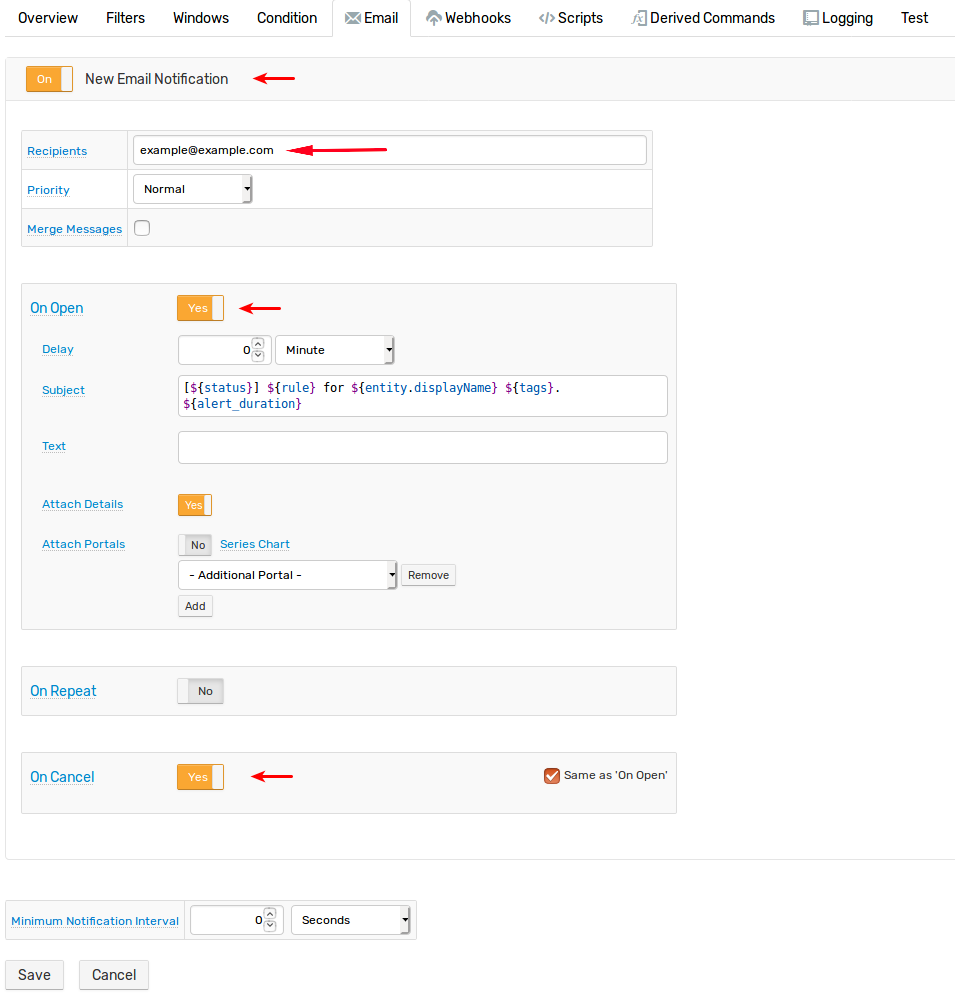 Overview Filters Windows Condition Email Webhooks </> Scripts fx Derived Commands Logging Test
On New Email Notification
Recipients example@example.com
Priority Normal
Merge Messages
On Open Yes
Delay 0 Minute
Subject [${status}] ${rule} for ${entity.displayName} ${tags}.
${alert_duration}
Text
Attach Details Yes
Attach Portals No Series Chart
- Additional Portal - Remove
Add
On Repeat No
On Cancel Yes Same as 'On Open'
Minimum Notification Interval 0 Seconds
Save Cancel